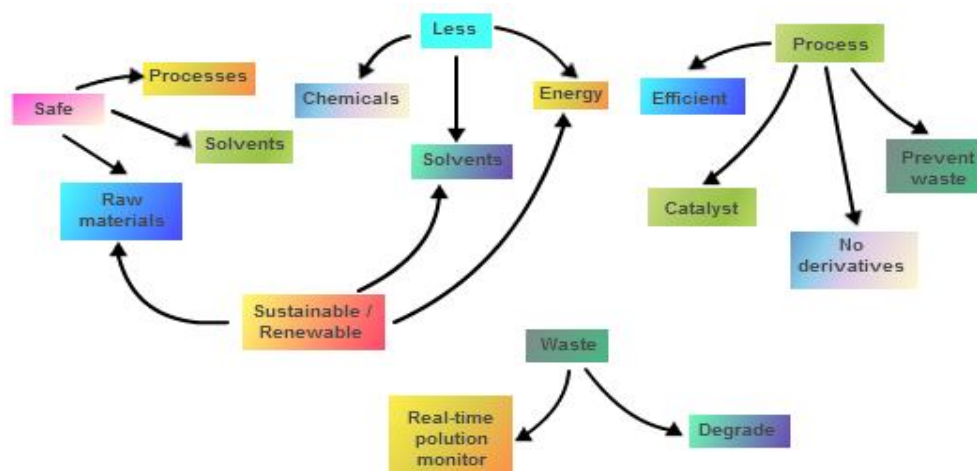 Less
Process
Processes
Safe
Chemicals
Energy
Efficient
Solvents
Solvents
Prevent
waste
Raw
materials
Catalyst
No
derivatives
Sustainable /
Renewable
Waste
Real-time
polution
monitor
Degrade